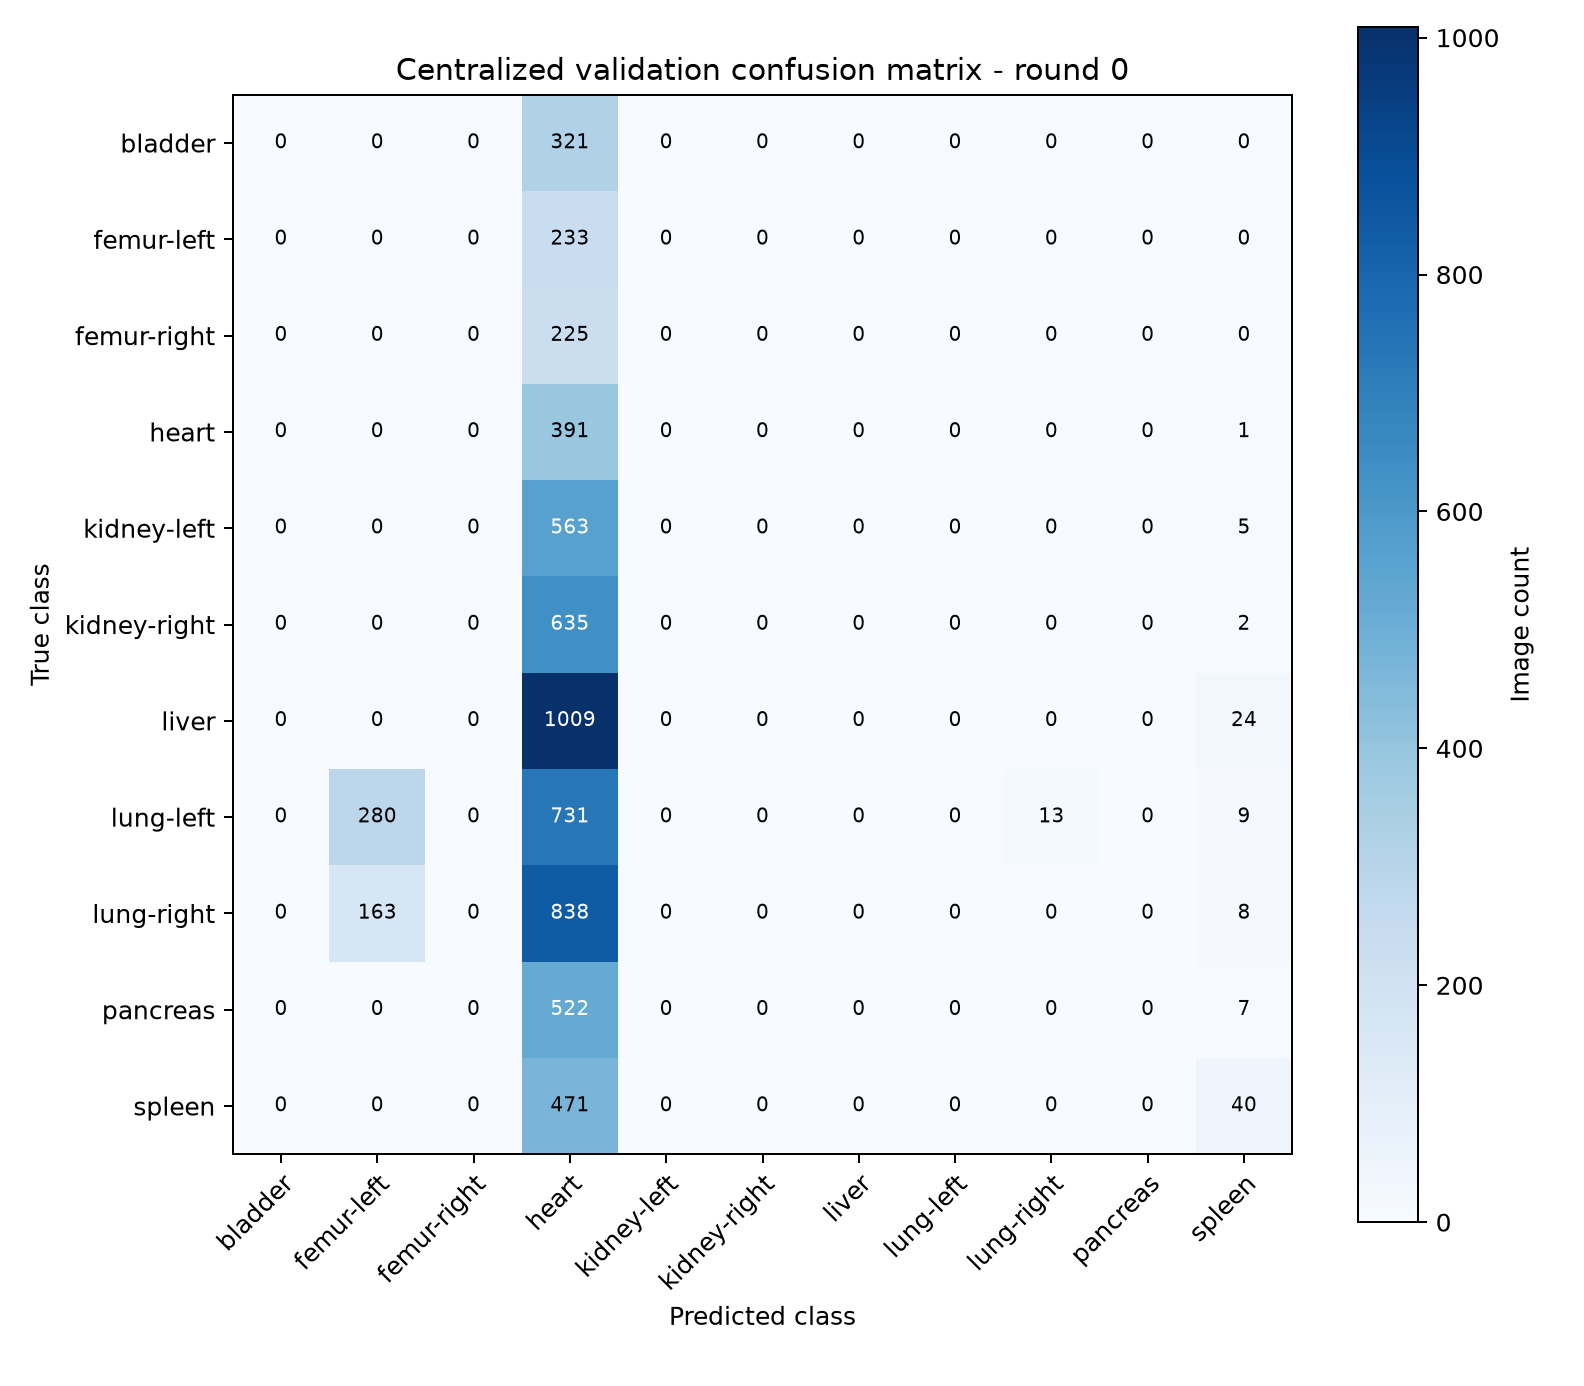 Centralized validation confusion matrix - round 0
bladder 0 0 0 321 0 0 0 0 0 0 0
femur-left 0 0 0 233 0 0 0 0 0 0 0
femur-right 0 0 0 225 0 0 0 0 0 0 0
heart 0 0 0 391 0 0 0 0 0 0 1
kidney-left 0 0 0 563 0 0 0 0 0 0 5
kidney-right 0 0 0 635 0 0 0 0 0 0 2
liver 0 0 0 1009 0 0 0 0 0 0 24
lung-left 0 280 0 731 0 0 0 0 13 0 9
lung-right 0 163 0 838 0 0 0 0 0 0 8
pancreas 0 0 0 522 0 0 0 0 0 0 7
spleen 0 0 0 471 0 0 0 0 0 0 40
True class
bladder femur-left femur-right heart kidney-left kidney-right liver lung-left lung-right pancreas spleen
Predicted class
1000
800
600
400
200
0
Image count